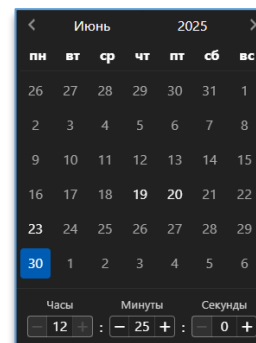 < Июнь 2025 >
пн вт ср чт пт сб вс
26 27 28 29 30 31 1
2 3 4 5 6 7 8
9 10 11 12 13 14 15
16 17 18 19 20 21 22
23 24 25 26 27 28 29
30 1 2 3 4 5 6
Часы Минуты Секунды
− 12 + : − 25 + : − 0 +